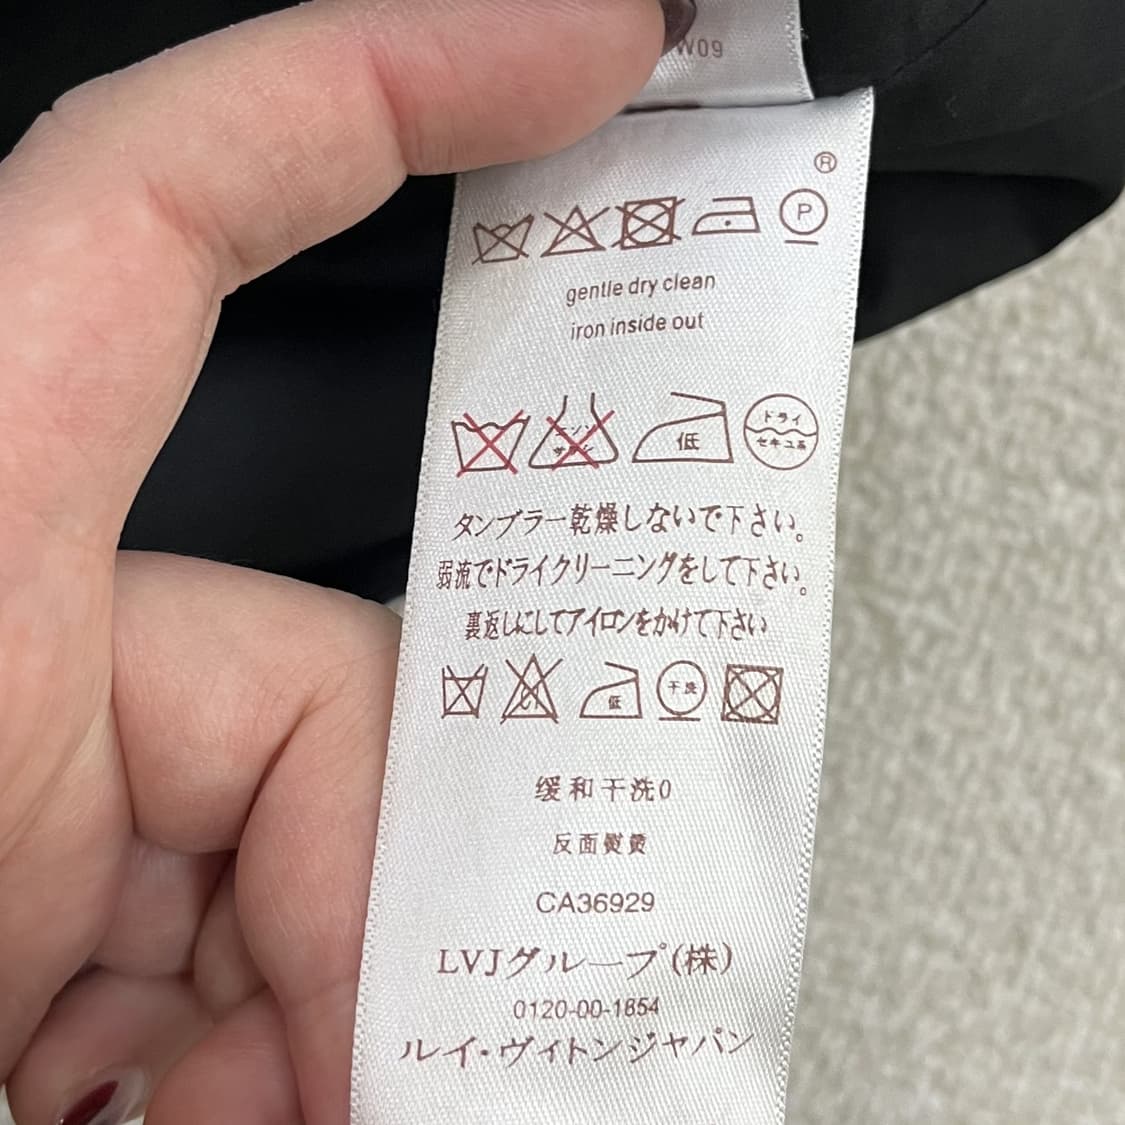 W09
®
P
gentle dry clean
iron inside out
低
ドライ
セキユ系
タンブラー乾燥しないで下さい。
弱流でドライクリーニングをして下さい。
裏返しにしてアイロンをかけて下さい
低
干洗
缓和干洗0
反面熨烫
CA36929
LVJグループ(株)
0120-00-1854
ルイ・ヴィトンジャパン